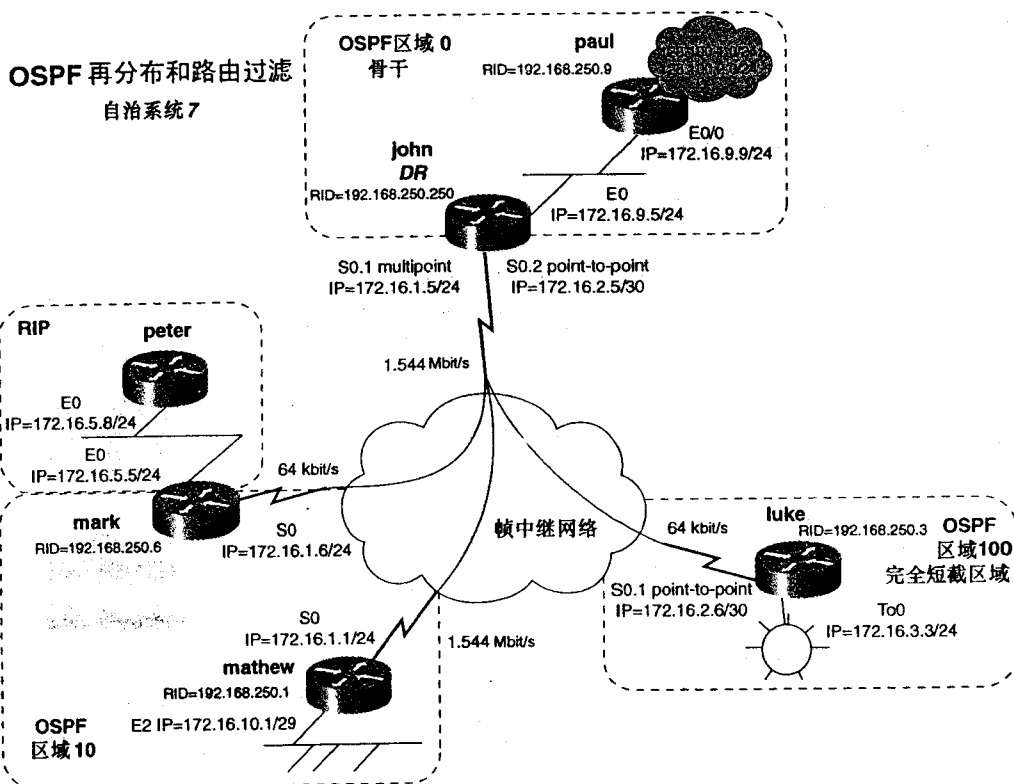 OSPF 再分布和路由过滤
自治系统 7
OSPF区域 0
骨干
paul
RID=192.168.250.9
E0/0
IP=172.16.9.9/24
john
DR
RID=192.168.250.250
E0
IP=172.16.9.5/24
S0.1 multipoint
IP=172.16.1.5/24
S0.2 point-to-point
IP=172.16.2.5/30
1.544 Mbit/s
RIP
peter
E0
IP=172.16.5.8/24
E0
IP=172.16.5.5/24
64 kbit/s
mark
RID=192.168.250.6
S0
IP=172.16.1.6/24
帧中继网络
64 kbit/s
luke
RID=192.168.250.3
OSPF
区域100
完全短截区域
S0.1 point-to-point
IP=172.16.2.6/30
To0
IP=172.16.3.3/24
S0
IP=172.16.1.1/24
1.544 Mbit/s
mathew
RID=192.168.250.1
E2 IP=172.16.10.1/29
OSPF
区域10